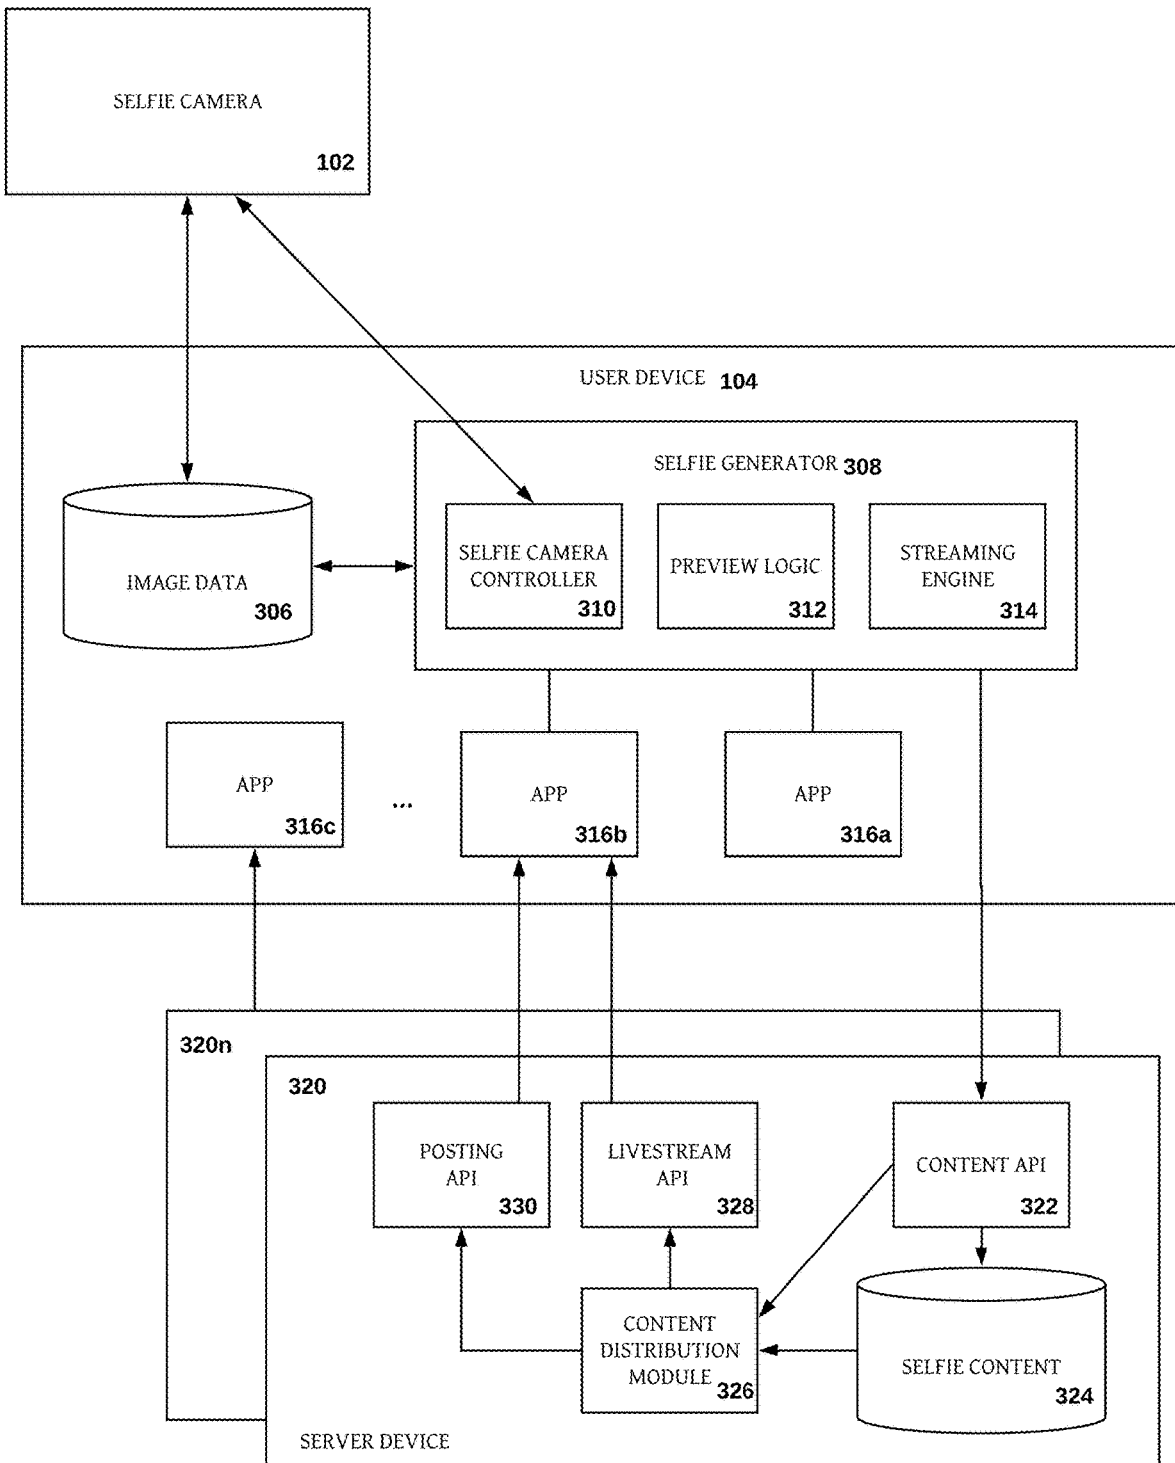 SELFIE CAMERA
102
USER DEVICE 104
SELFIE GENERATOR 308
SELFIE CAMERA
CONTROLLER
310
PREVIEW LOGIC
312
STREAMING
ENGINE
314
IMAGE DATA
306
APP
316c
...
APP
316b
APP
316a
320n
320
POSTING
API
330
LIVESTREAM
API
328
CONTENT API
322
CONTENT
DISTRIBUTION
MODULE
326
SELFIE CONTENT
324
SERVER DEVICE